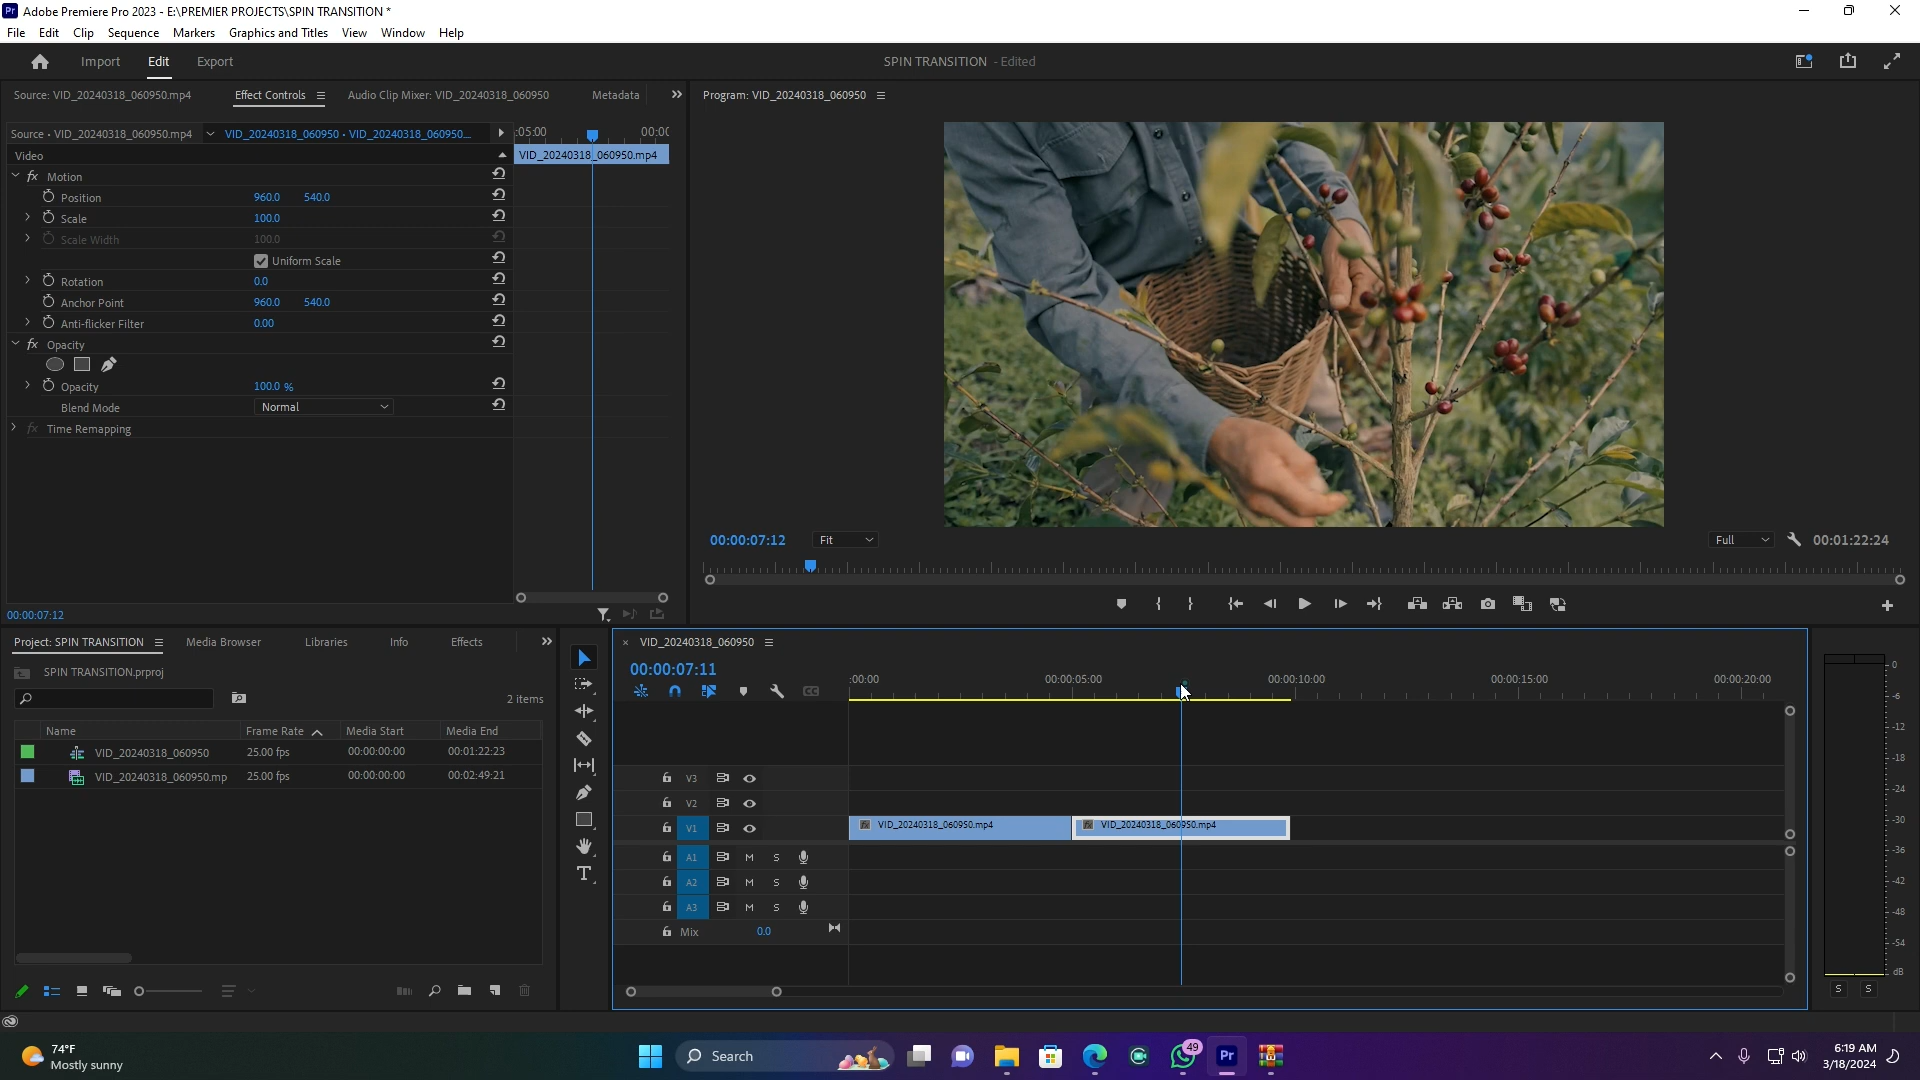 Pr Adobe Premiere Pro 2023 - E:\PREMIER PROJECTS\SPIN TRANSITION *
File Edit Clip Sequence Markers Graphics and Titles View Window Help
Import Edit Export SPIN TRANSITION - Edited
Source: VID_20240318_060950.mp4 Effect Controls Audio Clip Mixer: VID_20240318_060950 Metadata
Program: VID_20240318_060950
Source • VID_20240318_060950.mp4 VID_20240318_060950 • VID_20240318_060950... :05:00 00:00
Video VID_20240318_060950.mp4
fx Motion
Position 960.0 540.0
Scale 100.0
Scale Width 100.0
Uniform Scale
Rotation 0.0
Anchor Point 960.0 540.0
Anti-flicker Filter 0.00
fx Opacity
Opacity 100.0 %
Blend Mode Normal
fx Time Remapping
00:00:07:12
00:00:07:12 Fit Full 00:01:22:24
Project: SPIN TRANSITION Media Browser Libraries Info Effects
SPIN TRANSITION.prproj
2 items
Name Frame Rate Media Start Media End
VID_20240318_060950 25.00 fps 00:00:00:00 00:01:22:23
VID_20240318_060950.mp 25.00 fps 00:00:00:00 00:02:49:21
T
× VID_20240318_060950
00:00:07:11
CC
:00:00 00:00:05:00 00:00:10:00 00:00:15:00 00:00:20:00
V3
V2
V1 fx VID_20240318_060950.mp4 fx VID_20240318_060950.mp4
A1 M S
A2 M S
A3 M S
Mix 0.0
0
-6
-12
-18
-24
-30
-36
-42
-48
-54
dB
S S
74°F
Mostly sunny
Search
49
Pr
6:19 AM
3/18/2024